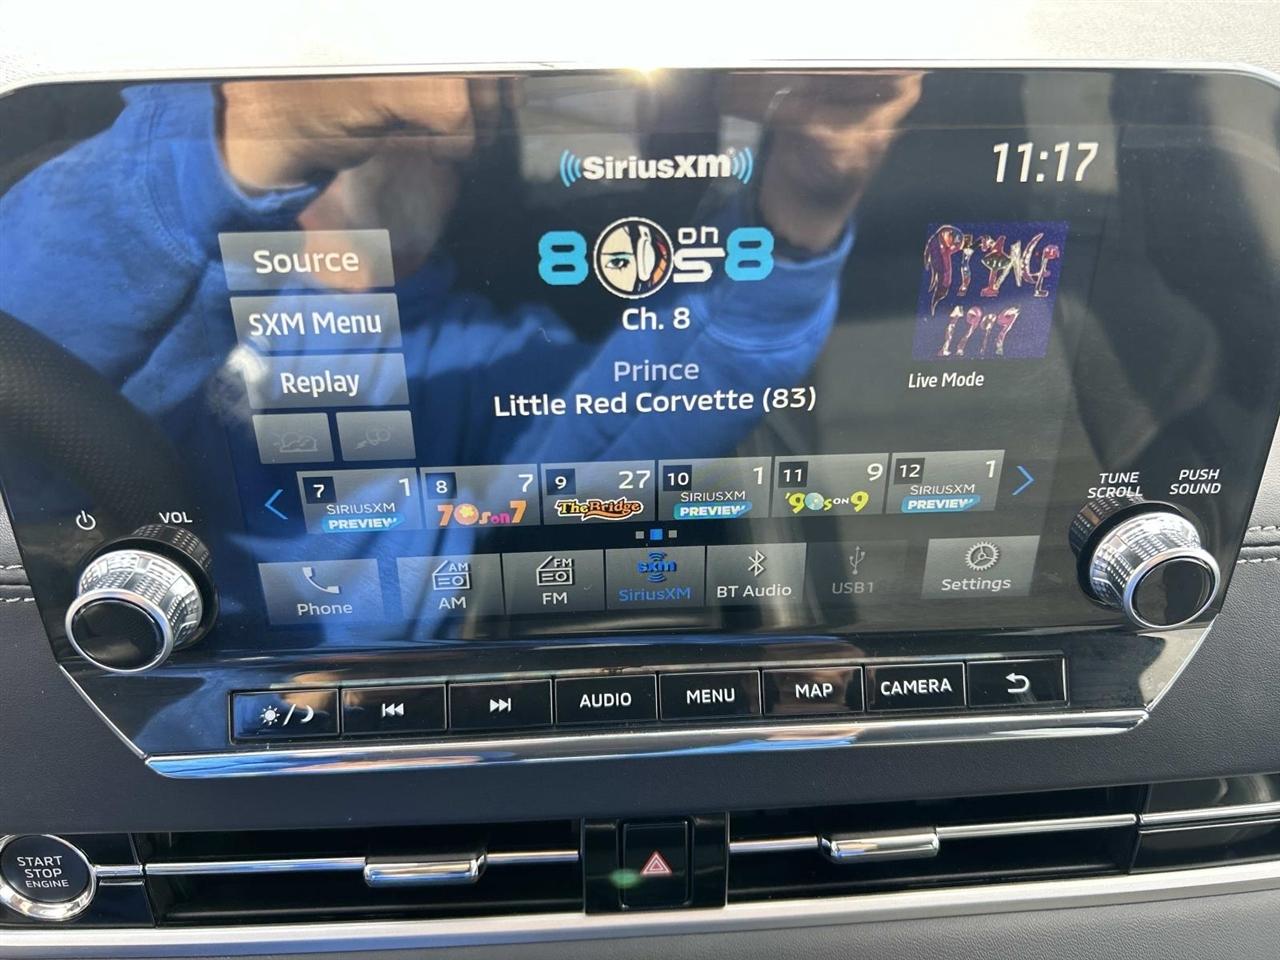 SiriusXM
11:17
Source
SXM Menu
Replay
80s on 8
Ch. 8
Prince
Little Red Corvette (83)
PRINCE
1999
Live Mode
7 1
SIRIUSXM
PREVIEW
8 7
70s on 7
9 27
The Bridge
10 1
SIRIUSXM
PREVIEW
11 9
'90s ON 9
12 1
SIRIUSXM
PREVIEW
VOL
TUNE
SCROLL
PUSH
SOUND
Phone
AM
AM
FM
FM
sxm
SiriusXM
BT Audio
USB1
Settings
AUDIO
MENU
MAP
CAMERA
START
STOP
ENGINE